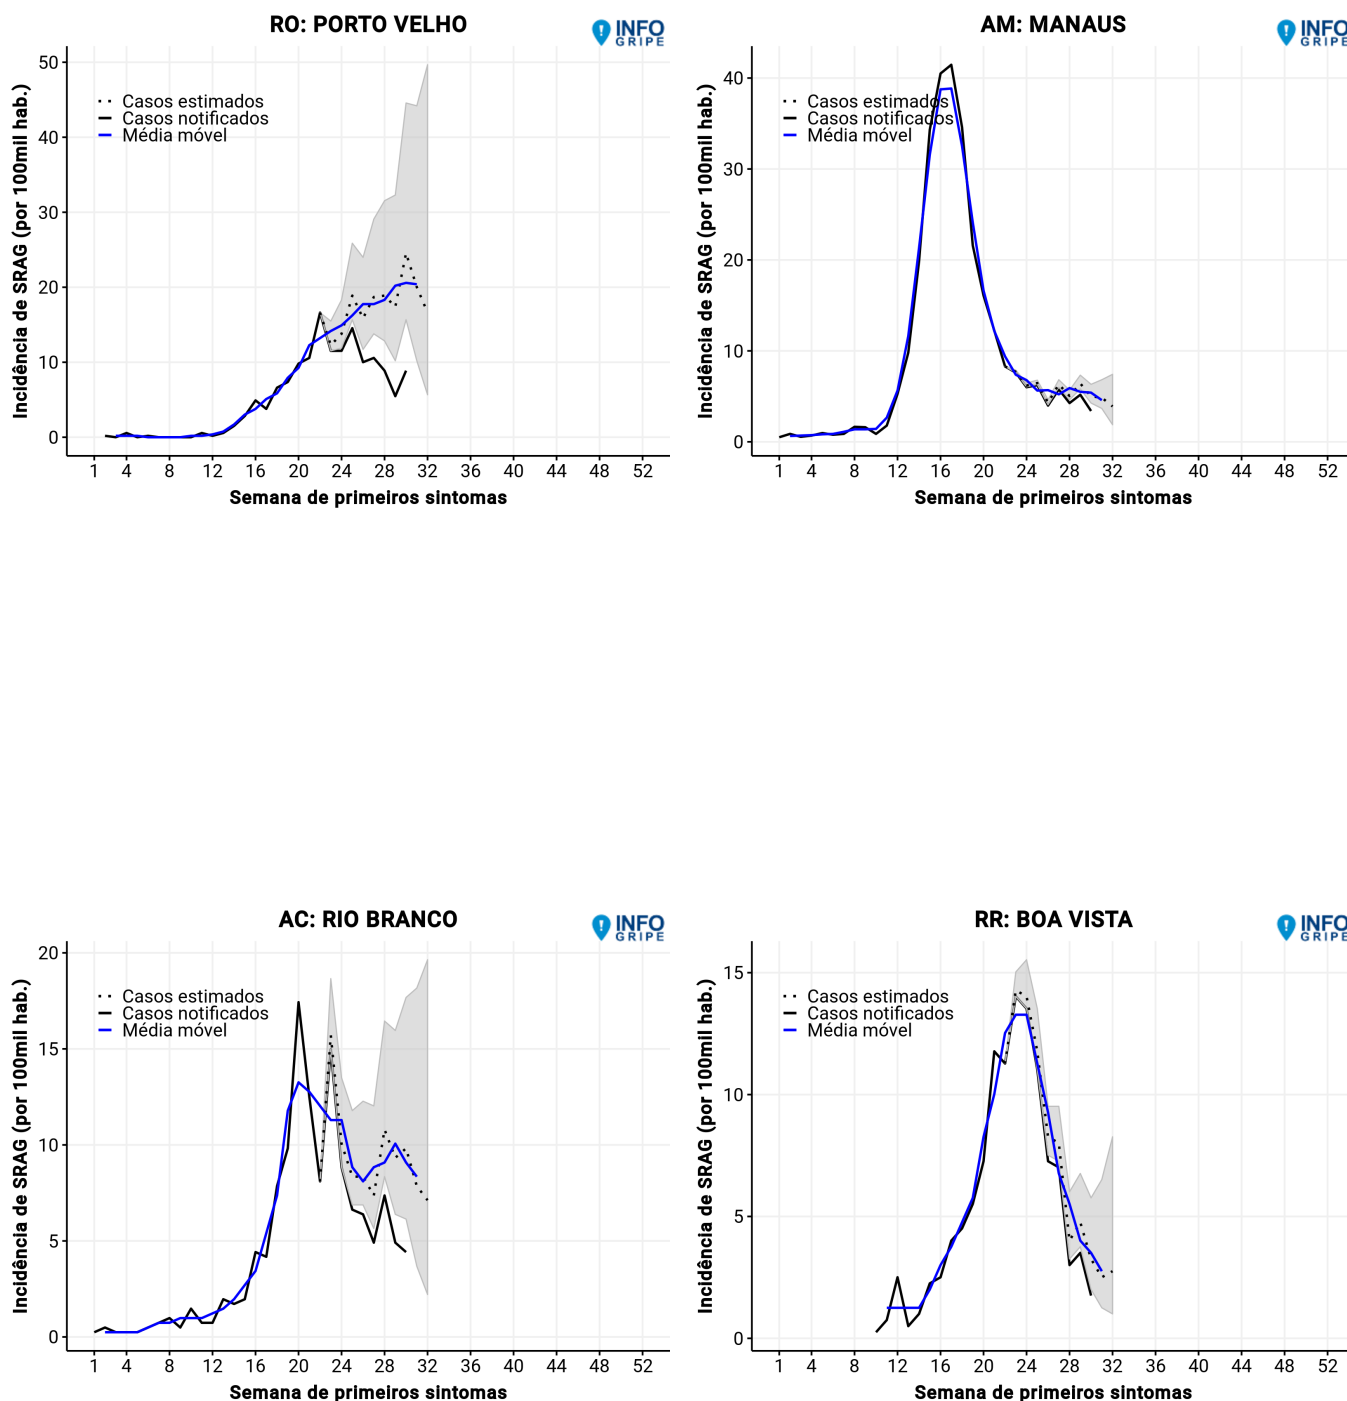 RO: PORTO VELHO
INFO
GRIPE
Incidência de SRAG (por 100mil hab.)
50
40
30
20
10
0
Casos estimados
Casos notificados
Média móvel
1 4 8 12 16 20 24 28 32 36 40 44 48 52
Semana de primeiros sintomas
AM: MANAUS
INFO
GRIPE
Incidência de SRAG (por 100mil hab.)
40
30
20
10
0
Casos estimados
Casos notificados
Média móvel
1 4 8 12 16 20 24 28 32 36 40 44 48 52
Semana de primeiros sintomas
AC: RIO BRANCO
INFO
GRIPE
Incidência de SRAG (por 100mil hab.)
20
15
10
5
0
Casos estimados
Casos notificados
Média móvel
1 4 8 12 16 20 24 28 32 36 40 44 48 52
Semana de primeiros sintomas
RR: BOA VISTA
INFO
GRIPE
Incidência de SRAG (por 100mil hab.)
15
10
5
0
Casos estimados
Casos notificados
Média móvel
1 4 8 12 16 20 24 28 32 36 40 44 48 52
Semana de primeiros sintomas